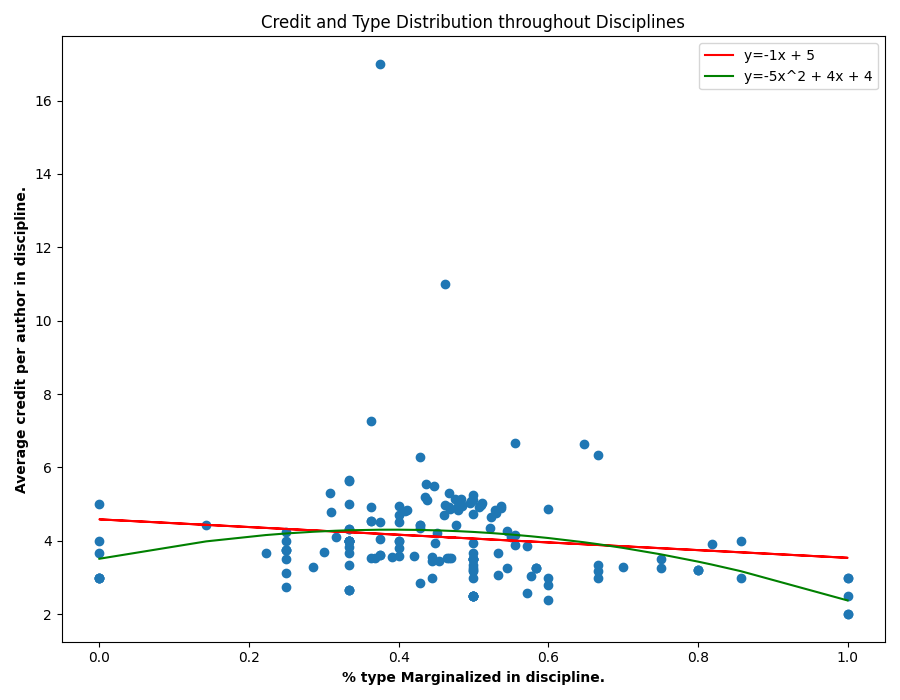 Credit and Type Distribution throughout Disciplines
y=-1x + 5
y=-5x^2 + 4x + 4
Average credit per author in discipline.
16
14
12
10
8
6
4
2
0.0 0.2 0.4 0.6 0.8 1.0
% type Marginalized in discipline.